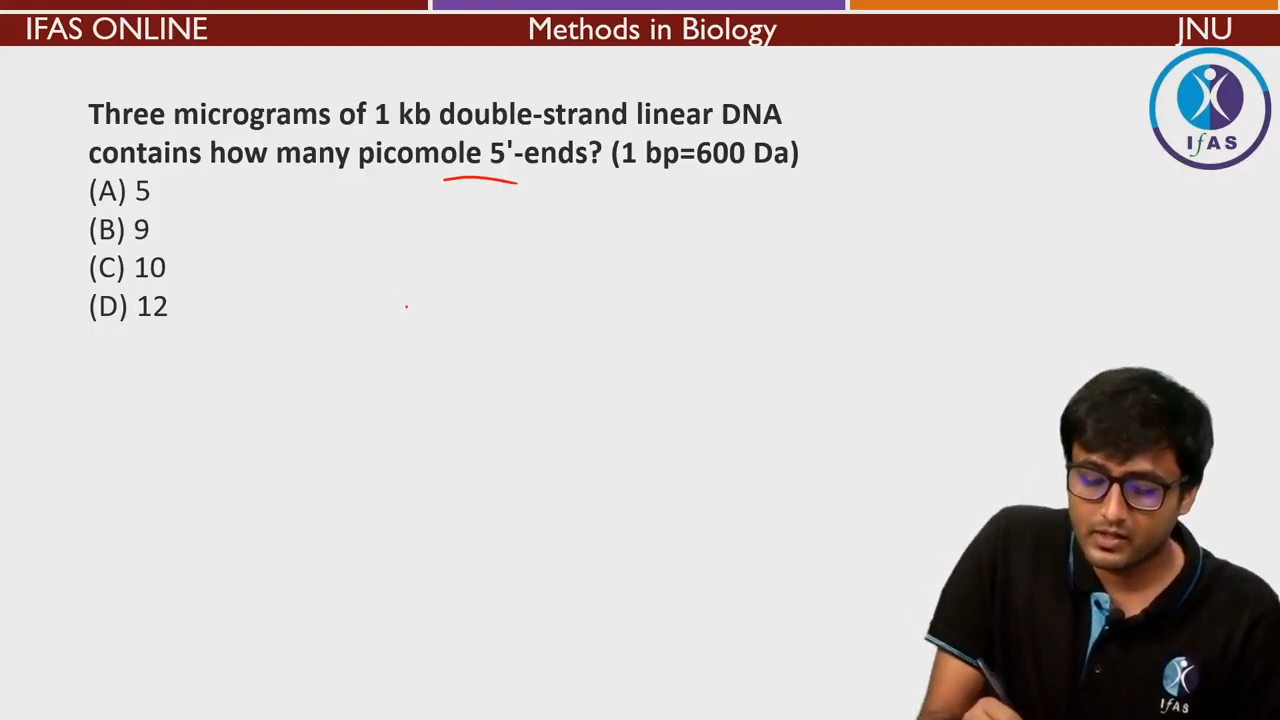 IFAS ONLINE Methods in Biology JNU
Three micrograms of 1 kb double-strand linear DNA
contains how many picomole 5'-ends? (1 bp=600 Da)
(A) 5
(B) 9
(C) 10
(D) 12
IfAS
IfAS